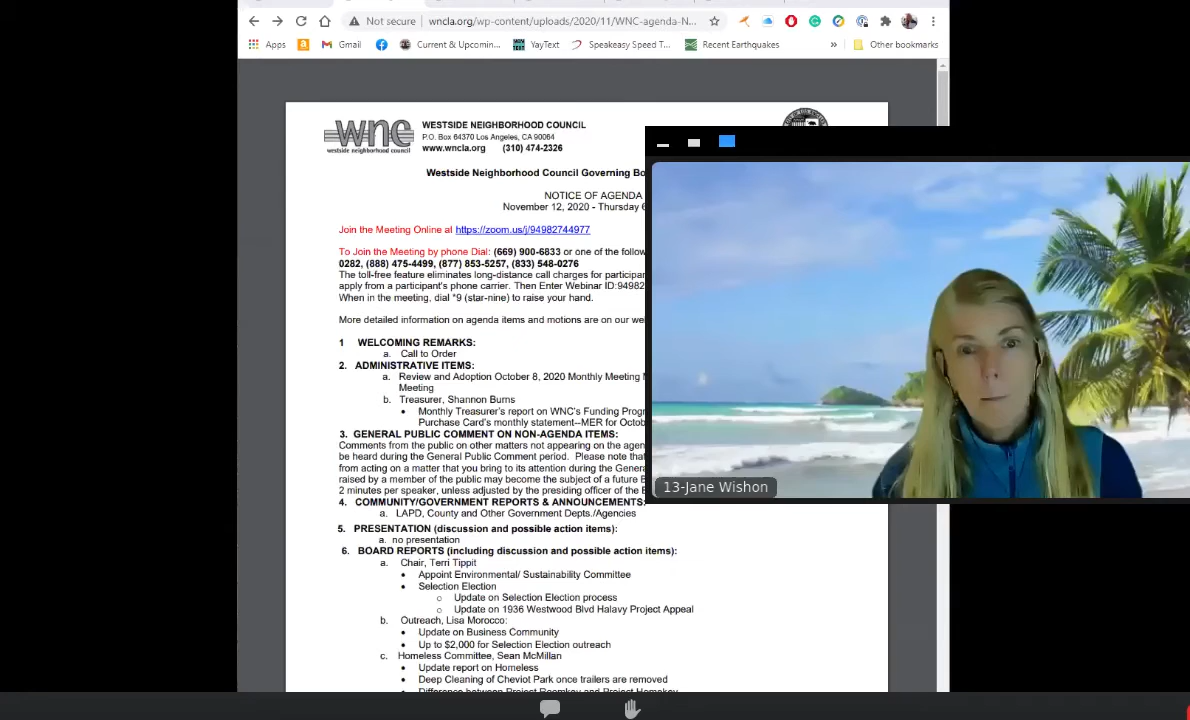 Not secure
wncla.org/wp-content/uploads/2020/11/WNC-agenda-N...
Apps
Gmail
Current & Upcomin...
YayText
Speakeasy Speed T...
Recent Earthquakes
»
Other bookmarks
wnc
westside neighborhood council
WESTSIDE NEIGHBORHOOD COUNCIL
P.O. Box 64370 Los Angeles, CA 90064
www.wncla.org (310) 474-2326
Westside Neighborhood Council Governing Bo
NOTICE OF AGENDA
November 12, 2020 - Thursday 6
Join the Meeting Online at https://zoom.us/j/94982744977
To Join the Meeting by phone Dial: (669) 900-6833 or one of the follow
0282, (888) 475-4499, (877) 853-5257, (833) 548-0276
The toll-free feature eliminates long-distance call charges for participan
apply from a participant's phone carrier. Then Enter Webinar ID:94982
When in the meeting, dial *9 (star-nine) to raise your hand.
More detailed information on agenda items and motions are on our we
1 WELCOMING REMARKS:
a. Call to Order
2. ADMINISTRATIVE ITEMS:
a. Review and Adoption October 8, 2020 Monthly Meeting M
Meeting
b. Treasurer, Shannon Burns
• Monthly Treasurer's report on WNC's Funding Progr
Purchase Card's monthly statement--MER for Octob
3. GENERAL PUBLIC COMMENT ON NON-AGENDA ITEMS:
Comments from the public on other matters not appearing on the agen
be heard during the General Public Comment period. Please note that
from acting on a matter that you bring to its attention during the Genera
raised by a member of the public may become the subject of a future B
2 minutes per speaker, unless adjusted by the presiding officer of the B
4. COMMUNITY/GOVERNMENT REPORTS & ANNOUNCEMENTS:
a. LAPD, County and Other Government Depts./Agencies
5. PRESENTATION (discussion and possible action items):
a. no presentation
6. BOARD REPORTS (including discussion and possible action items):
a. Chair, Terri Tippit
• Appoint Environmental/ Sustainability Committee
• Selection Election
o Update on Selection Election process
o Update on 1936 Westwood Blvd Halavy Project Appeal
b. Outreach, Lisa Morocco:
• Update on Business Community
• Up to $2,000 for Selection Election outreach
c. Homeless Committee, Sean McMillan
• Update report on Homeless
• Deep Cleaning of Cheviot Park once trailers are removed
• Difference between Project Roomkey and Project Homekey
13-Jane Wishon